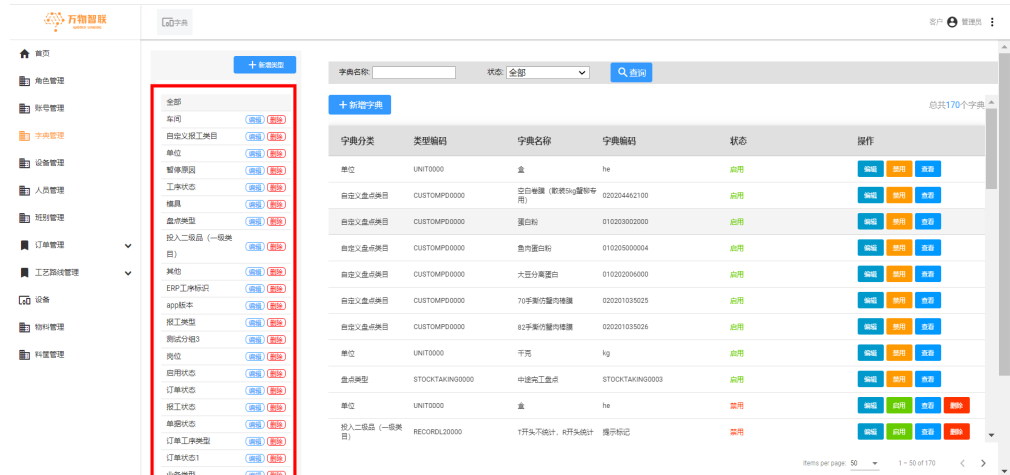 万物智联
字典
客户 管理员
首页
角色管理
账号管理
字典管理
设备管理
人员管理
班别管理
订单管理
工艺路线管理
设备
物料管理
料筐管理
新增类型
全部
车间 编辑 删除
自定义报工类目 编辑 删除
单位 编辑 删除
暂停原因 编辑 删除
工序状态 编辑 删除
模具 编辑 删除
盘点类型 编辑 删除
投入二级品（一级类
目） 编辑 删除
其他 编辑 删除
ERP工序标识 编辑 删除
app版本 编辑 删除
报工类型 编辑 删除
测试分组3 编辑 删除
岗位 编辑 删除
启用状态 编辑 删除
订单状态 编辑 删除
报工状态 编辑 删除
单据状态 编辑 删除
订单工序类型 编辑 删除
订单状态1 编辑 删除
业务类型
字典名称: 状态: 全部 查询
新增字典 总共170个字典
字典分类 类型编码 字典名称 字典编码 状态 操作
单位 UNIT0000 盒 he 启用 编辑 禁用 查看
自定义盘点类目 CUSTOMPD0000 空白卷膜（散装5kg蟹柳专
用） 020204462100 启用 编辑 禁用 查看
自定义盘点类目 CUSTOMPD0000 蛋白粉 010203002000 启用 编辑 禁用 查看
自定义盘点类目 CUSTOMPD0000 鱼肉蛋白粉 010205000004 启用 编辑 禁用 查看
自定义盘点类目 CUSTOMPD0000 大豆分离蛋白 010202006000 启用 编辑 禁用 查看
自定义盘点类目 CUSTOMPD0000 70手撕仿蟹肉棒膜 020201035025 启用 编辑 禁用 查看
自定义盘点类目 CUSTOMPD0000 82手撕仿蟹肉棒膜 020201035026 启用 编辑 禁用 查看
单位 UNIT0000 千克 kg 启用 编辑 禁用 查看
盘点类型 STOCKTAKING0000 中途完工盘点 STOCKTAKING0003 启用 编辑 禁用 查看
单位 UNIT0000 盒 he 禁用 编辑 启用 查看 删除
投入二级品（一级类
目） RECORDL20000 T开头不统计，R开头统计 提示标记 禁用 编辑 启用 查看 删除
Items per page: 50 1 – 50 of 170